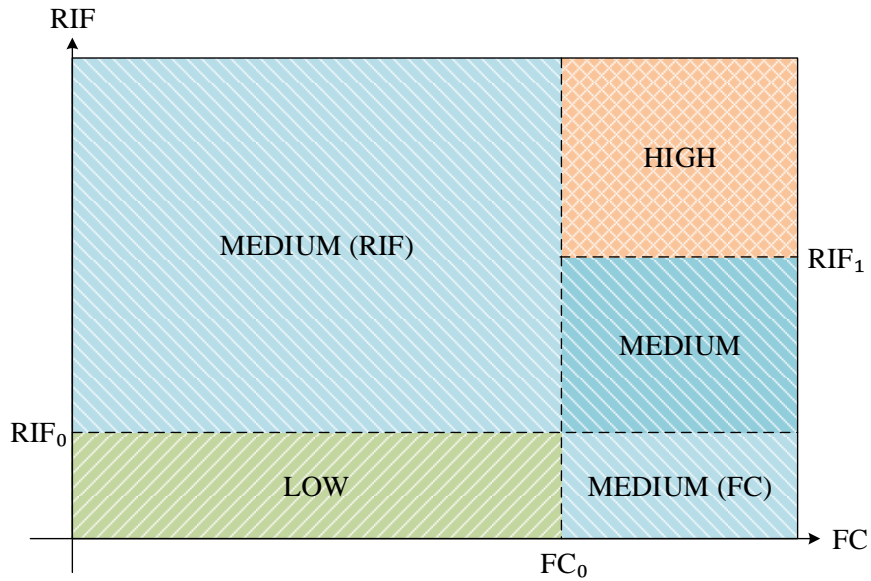 RIF
HIGH
MEDIUM (RIF)
RIF₁
MEDIUM
RIF₀
LOW
MEDIUM (FC)
FC
FC₀